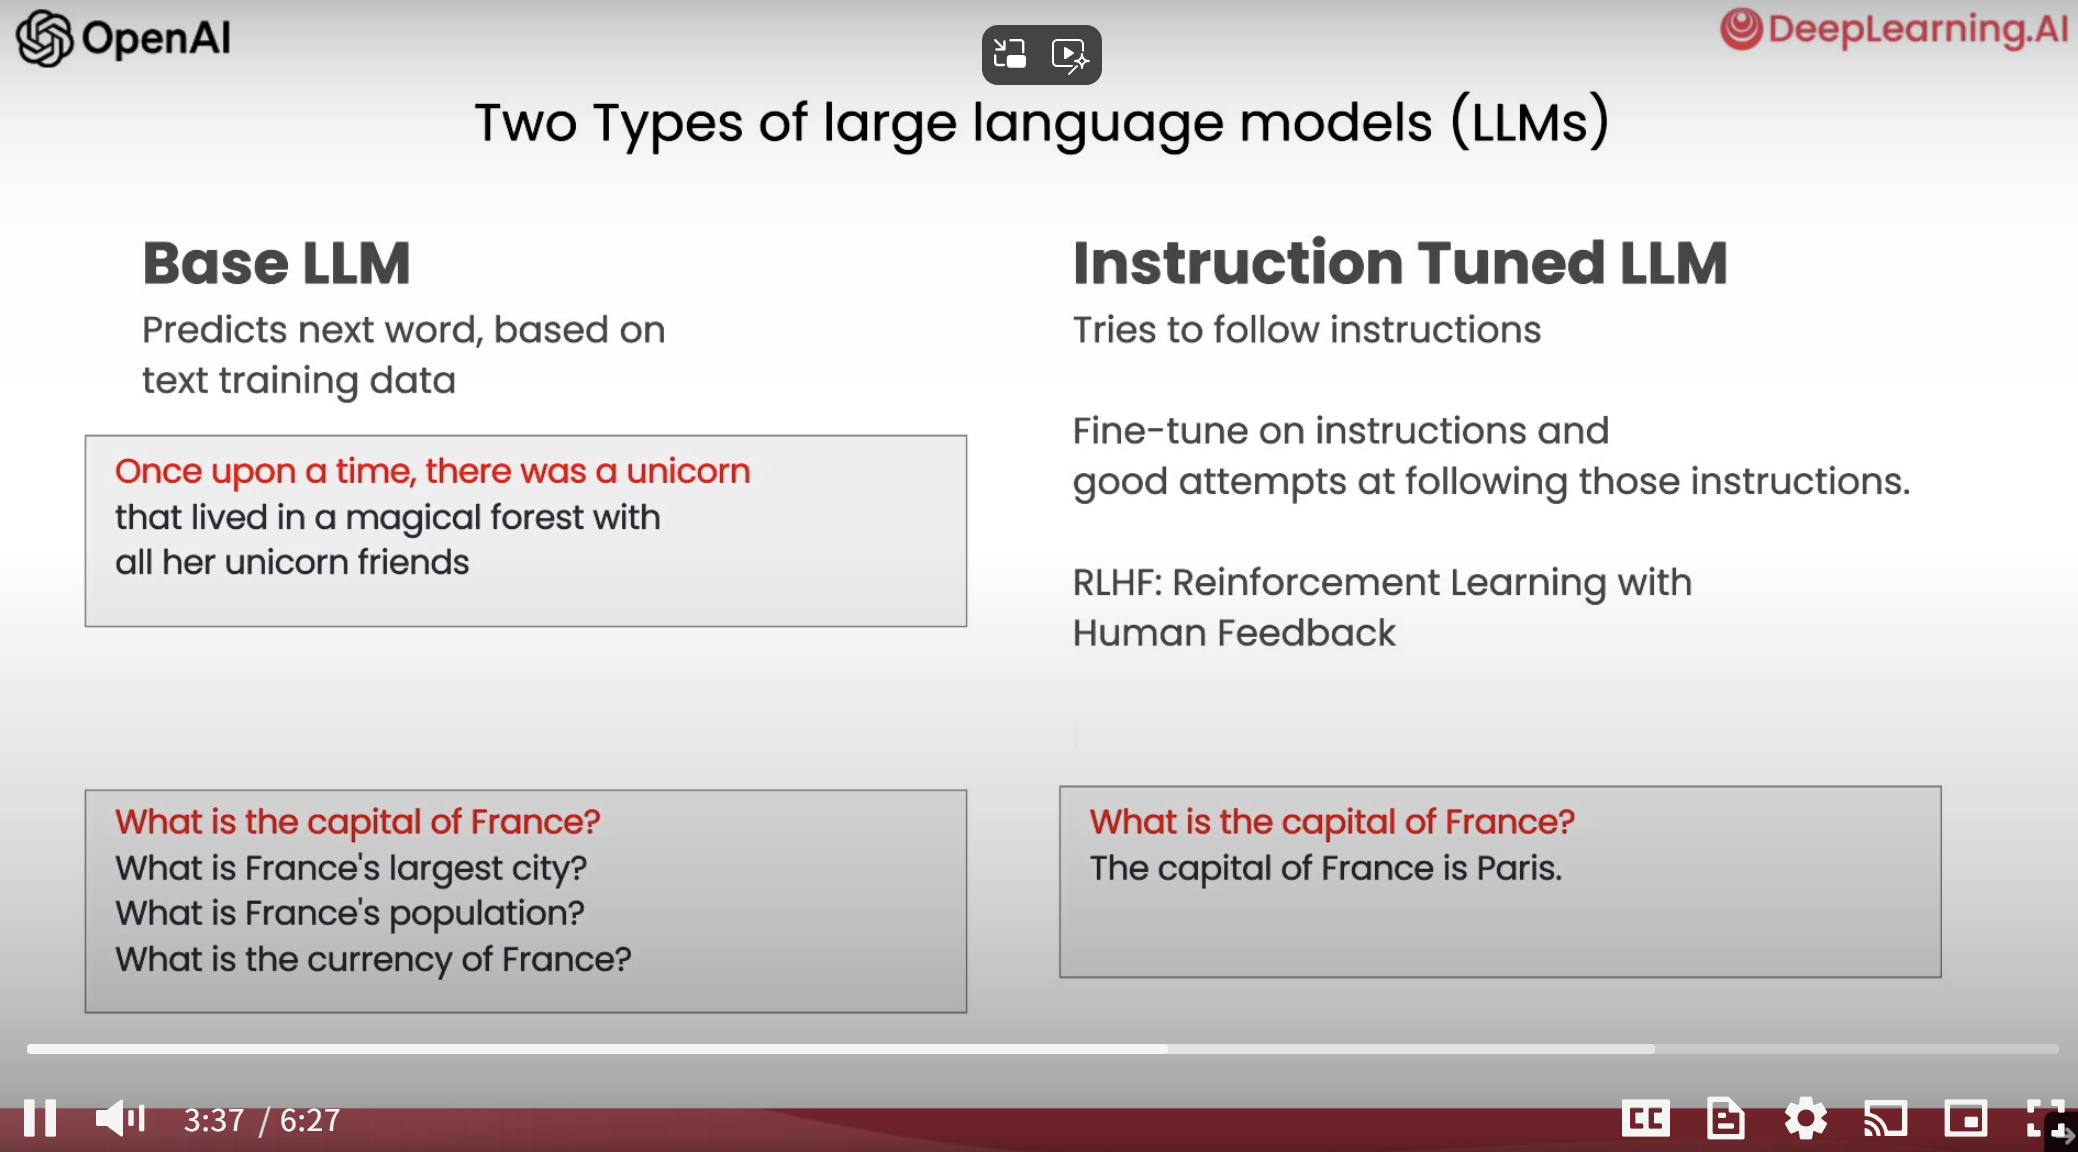 OpenAI
DeepLearning.AI
Two Types of large language models (LLMs)
Base LLM
Predicts next word, based on
text training data
Once upon a time, there was a unicorn
that lived in a magical forest with
all her unicorn friends
What is the capital of France?
What is France's largest city?
What is France's population?
What is the currency of France?
Instruction Tuned LLM
Tries to follow instructions
Fine-tune on instructions and
good attempts at following those instructions.
RLHF: Reinforcement Learning with
Human Feedback
What is the capital of France?
The capital of France is Paris.
3:37 / 6:27
CC